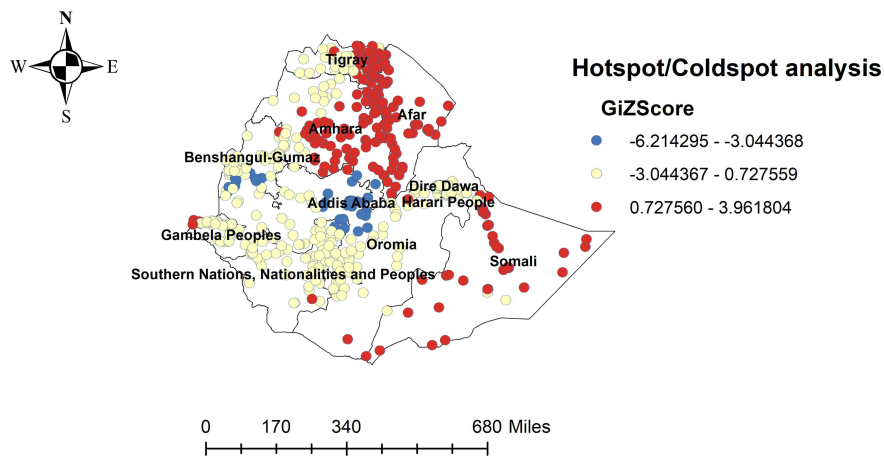 N
W E
S
Hotspot/Coldspot analysis
GiZScore
-6.214295 - -3.044368
-3.044367 - 0.727559
0.727560 - 3.961804
Tigray
Afar
Amhara
Benshangul-Gumaz
Dire Dawa
Addis Ababa Harari People
Gambela Peoples
Oromia
Somali
Southern Nations, Nationalities and Peoples
0 170 340 680 Miles